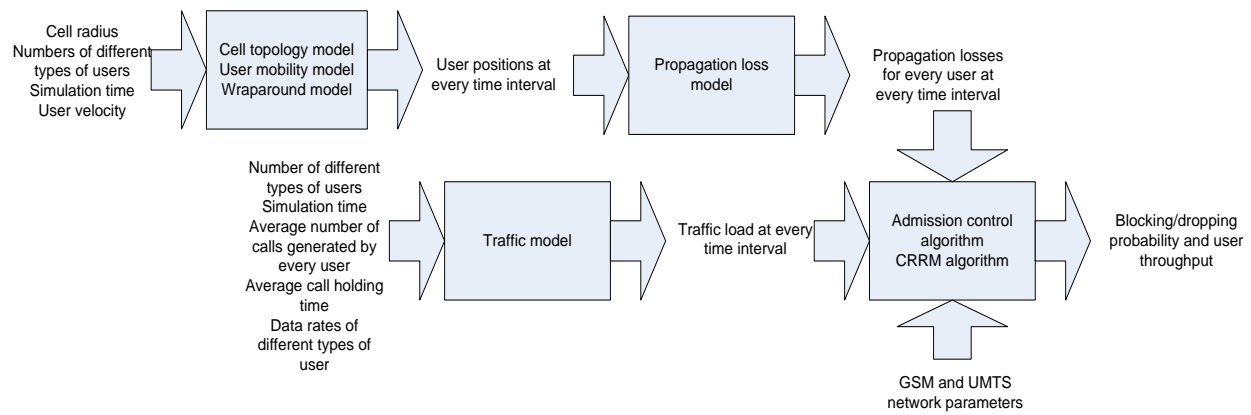 Cell radius
Numbers of different
types of users
Simulation time
User velocity
Cell topology model
User mobility model
Wraparound model
User positions at
every time interval
Propagation loss
model
Propagation losses
for every user at
every time interval
Number of different
types of users
Simulation time
Average number of
calls generated by
every user
Average call holding
time
Data rates of
different types of
user
Traffic model
Traffic load at every
time interval
Admission control
algorithm
CRRM algorithm
Blocking/dropping
probability and user
throughput
GSM and UMTS
network parameters